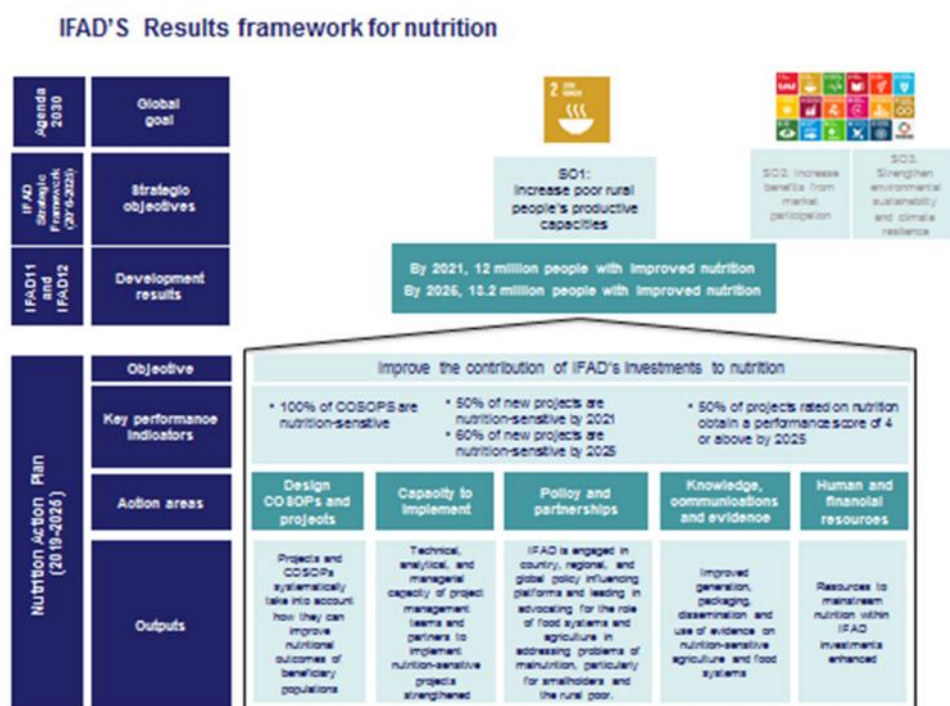 IFAD'S Results framework for nutrition
Agenda
2030
Global
goal
2 ZERO
HUNGER
IFAD
Strategic
Framework
(2016-2025)
Strategic
objectives
SO1:
Increase poor rural
people's productive
capacities
SO2: Increase
benefits from
market
participation
SO3:
Strengthen
environmental
sustainability
and climate
resilience
IFAD11
and
IFAD12
Development
results
By 2021, 12 million people with improved nutrition
By 2025, 13.2 million people with improved nutrition
Nutrition Action Plan
(2019-2025)
Objective
Improve the contribution of IFAD's investments to nutrition
Key performance
indicators
• 100% of COSOPS are
nutrition-sensitive
• 50% of new projects are
nutrition-sensitive by 2021
• 60% of new projects are
nutrition-sensitive by 2025
• 50% of projects rated on nutrition
obtain a performance score of 4
or above by 2025
Action areas
Design
COSOPs and
projects
Capacity to
implement
Policy and
partnerships
Knowledge,
communications
and evidence
Human and
financial
resources
Outputs
Projects and
COSOPs
systematically
take into account
how they can
improve
nutritional
outcomes of
beneficiary
populations
Technical,
analytical, and
managerial
capacity of project
management
teams and
partners to
implement
nutrition-sensitive
projects
strengthened
IFAD is engaged in
country, regional, and
global policy influencing
platforms and leading in
advocating for the role
of food systems and
agriculture in
addressing problems of
malnutrition, particularly
for smallholders and
the rural poor.
Improved
generation,
packaging,
dissemination and
use of evidence on
nutrition-sensitive
agriculture and food
systems
Resources to
mainstream
nutrition within
IFAD
investments
enhanced